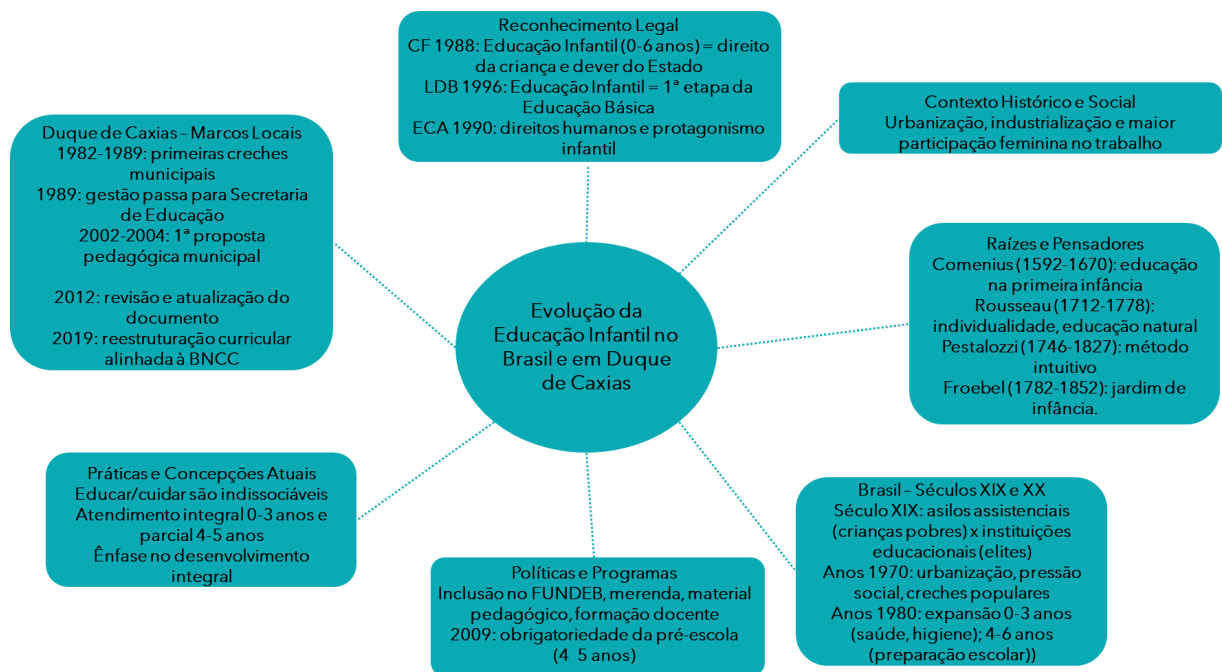 Reconhecimento Legal
CF 1988: Educação Infantil (0-6 anos) = direito
da criança e dever do Estado
LDB 1996: Educação Infantil = 1ª etapa da
Educação Básica
ECA 1990: direitos humanos e protagonismo
infantil
Contexto Histórico e Social
Urbanização, industrialização e maior
participação feminina no trabalho
Duque de Caxias – Marcos Locais
1982-1989: primeiras creches
municipais
1989: gestão passa para Secretaria
de Educação
2002-2004: 1ª proposta
pedagógica municipal
2012: revisão e atualização do
documento
2019: reestruturação curricular
alinhada à BNCC
Raízes e Pensadores
Comenius (1592-1670): educação
na primeira infância
Rousseau (1712-1778):
individualidade, educação natural
Pestalozzi (1746-1827): método
intuitivo
Froebel (1782-1852): jardim de
infância.
Evolução da
Educação Infantil no
Brasil e em Duque
de Caxias
Práticas e Concepções Atuais
Educar/cuidar são indissociáveis
Atendimento integral 0-3 anos e
parcial 4-5 anos
Ênfase no desenvolvimento
integral
Políticas e Programas
Inclusão no FUNDEB, merenda, material
pedagógico, formação docente
2009: obrigatoriedade da pré-escola
(4 5 anos)
Brasil – Séculos XIX e XX
Século XIX: asilos assistenciais
(crianças pobres) x instituições
educacionais (elites)
Anos 1970: urbanização, pressão
social, creches populares
Anos 1980: expansão 0-3 anos
(saúde, higiene); 4-6 anos
(preparação escolar))